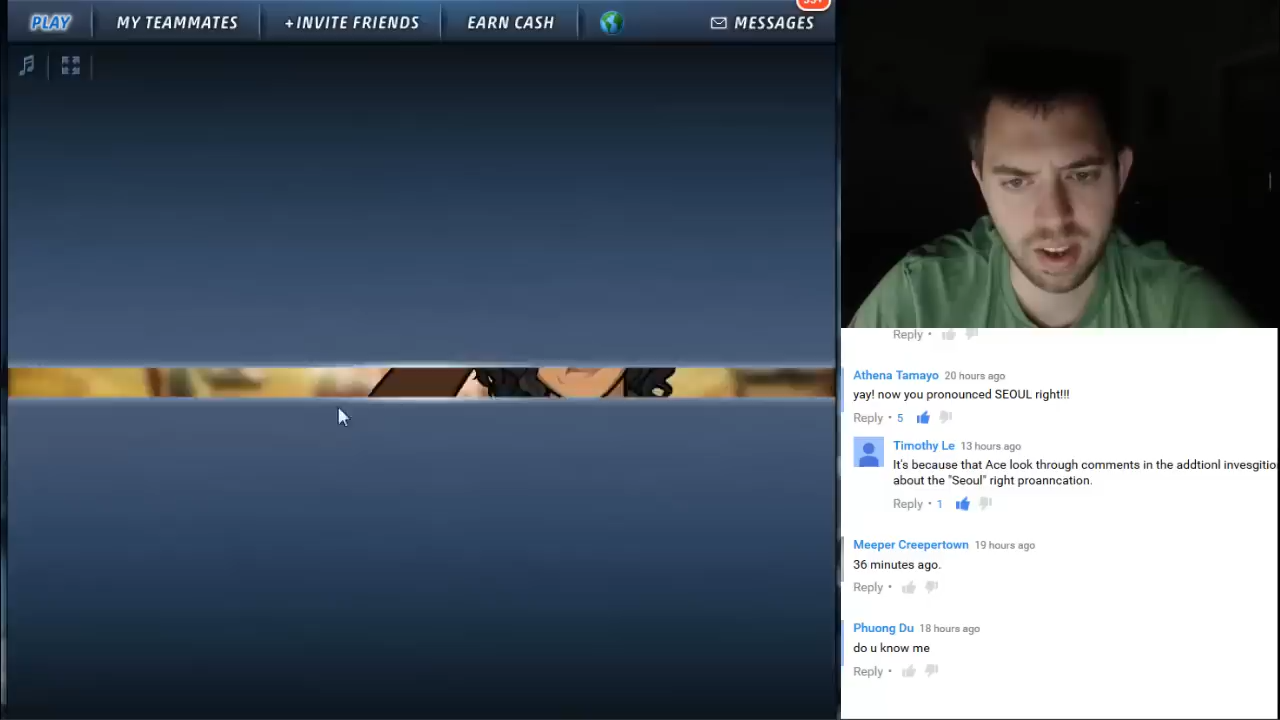 PLAY
MY TEAMMATES
+INVITE FRIENDS
EARN CASH
MESSAGES
Reply •
Athena Tamayo 20 hours ago
yay! now you pronounced SEOUL right!!!
Reply • 5
Timothy Le 13 hours ago
It's because that Ace look through comments in the addtionl invesgitio
about the "Seoul" right proanncation.
Reply • 1
Meeper Creepertown 19 hours ago
36 minutes ago.
Reply •
Phuong Du 18 hours ago
do u know me
Reply •